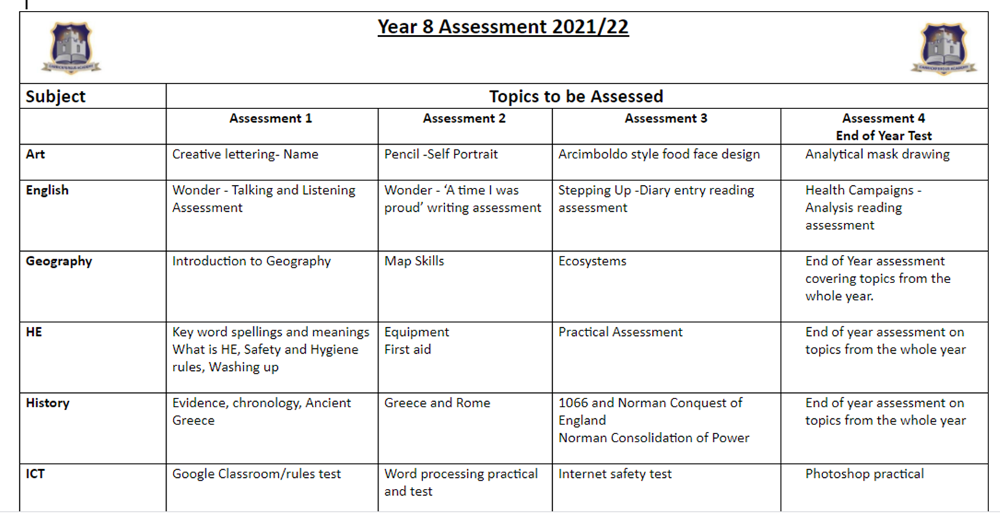 Year 8 Assessment 2021/22
Subject
Topics to be Assessed
Assessment 1
Assessment 2
Assessment 3
Assessment 4
End of Year Test
Art
Creative lettering- Name
Pencil -Self Portrait
Arcimboldo style food face design
Analytical mask drawing
English
Wonder - Talking and Listening
Assessment
Wonder - ‘A time I was
proud’ writing assessment
Stepping Up -Diary entry reading
assessment
Health Campaigns -
Analysis reading
assessment
Geography
Introduction to Geography
Map Skills
Ecosystems
End of Year assessment
covering topics from the
whole year.
HE
Key word spellings and meanings
What is HE, Safety and Hygiene
rules, Washing up
Equipment
First aid
Practical Assessment
End of year assessment on
topics from the whole year
History
Evidence, chronology, Ancient
Greece
Greece and Rome
1066 and Norman Conquest of
England
Norman Consolidation of Power
End of year assessment on
topics from the whole year
ICT
Google Classroom/rules test
Word processing practical
and test
Internet safety test
Photoshop practical